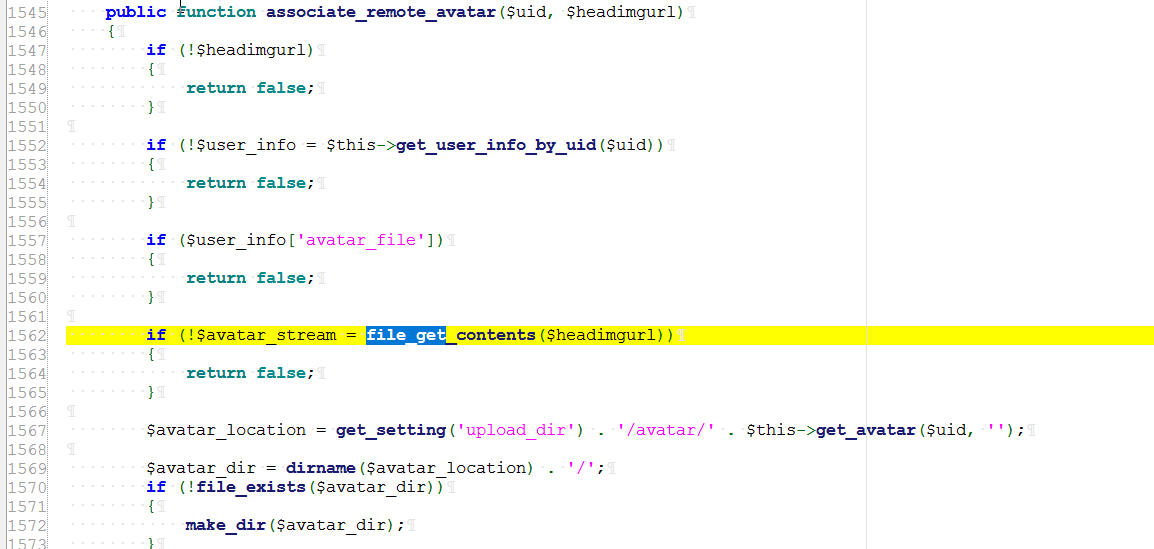 1545 public function associate_remote_avatar($uid, $headimgurl)¶
1546 {¶
1547 if (!$headimgurl)¶
1548 {¶
1549 return false;¶
1550 }¶
1551 ¶
1552 if (!$user_info = $this->get_user_info_by_uid($uid))¶
1553 {¶
1554 return false;¶
1555 }¶
1556 ¶
1557 if ($user_info['avatar_file'])¶
1558 {¶
1559 return false;¶
1560 }¶
1561 ¶
1562 if (!$avatar_stream = file_get_contents($headimgurl))¶
1563 {¶
1564 return false;¶
1565 }¶
1566 ¶
1567 $avatar_location = get_setting('upload_dir') . '/avatar/' . $this->get_avatar($uid, '');¶
1568 ¶
1569 $avatar_dir = dirname($avatar_location) . '/';¶
1570 if (!file_exists($avatar_dir))¶
1571 {¶
1572 make_dir($avatar_dir);¶
1573 }¶